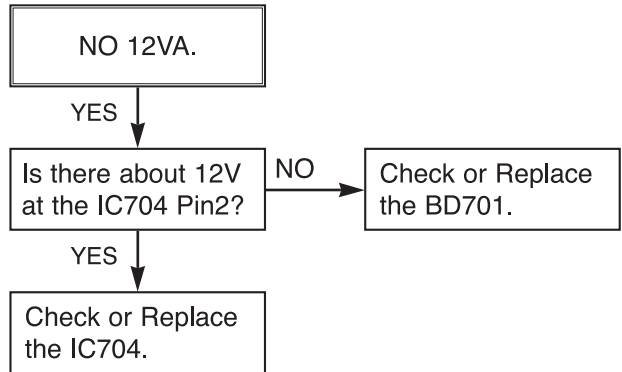 NO 12VA.
YES
Is there about 12V
at the IC704 Pin2?
NO
Check or Replace
the BD701.
YES
Check or Replace
the IC704.